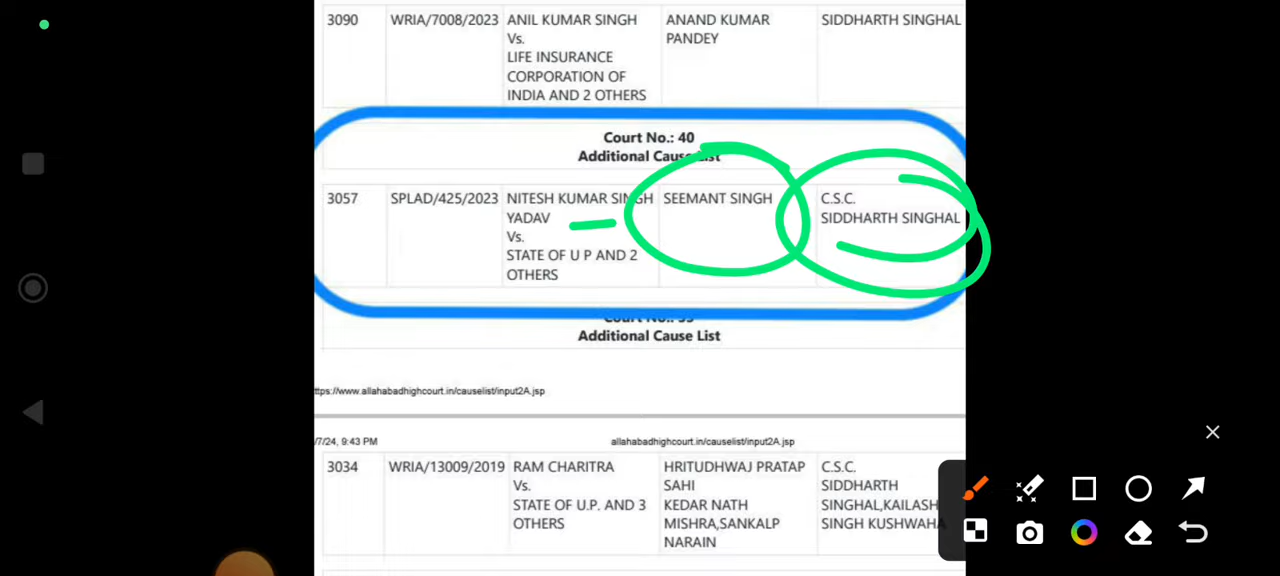 3090 WRIA/7008/2023 ANIL KUMAR SINGH ANAND KUMAR SIDDHARTH SINGHAL
Vs. PANDEY
LIFE INSURANCE
CORPORATION OF
INDIA AND 2 OTHERS
Court No.: 40
Additional Cause List
3057 SPLAD/425/2023 NITESH KUMAR SINGH SEEMANT SINGH C.S.C.
YADAV SIDDHARTH SINGHAL
Vs.
STATE OF U P AND 2
OTHERS
Court No.:
Additional Cause List
ttps://www.allahabadhighcourt.in/causelist/input2A.jsp
/7/24, 9:43 PM allahabadhighcourt.in/causelist/input2A.jsp
3034 WRIA/13009/2019 RAM CHARITRA HRITUDHWAJ PRATAP C.S.C.
Vs. SAHI SIDDHARTH
STATE OF U.P. AND 3 KEDAR NATH SINGHAL,KAILASH
OTHERS MISHRA,SANKALP SINGH KUSHWAHA
NARAIN